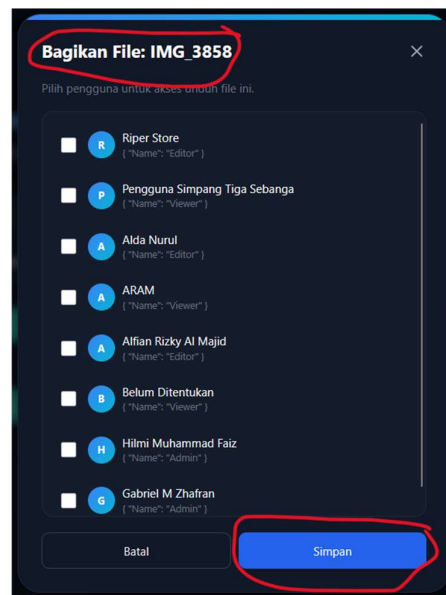 Bagikan File: IMG_3858
Pilih pengguna untuk akses unduh file ini.
R
Riper Store
{ "Name": "Editor" }
P
Pengguna Simpang Tiga Sebanga
{ "Name": "Viewer" }
A
Alda Nurul
{ "Name": "Editor" }
A
ARAM
{ "Name": "Viewer" }
A
Alfian Rizky Al Majid
{ "Name": "Editor" }
B
Belum Ditentukan
{ "Name": "Viewer" }
H
Hilmi Muhammad Faiz
{ "Name": "Admin" }
G
Gabriel M Zhafran
{ "Name": "Admin" }
Batal
Simpan